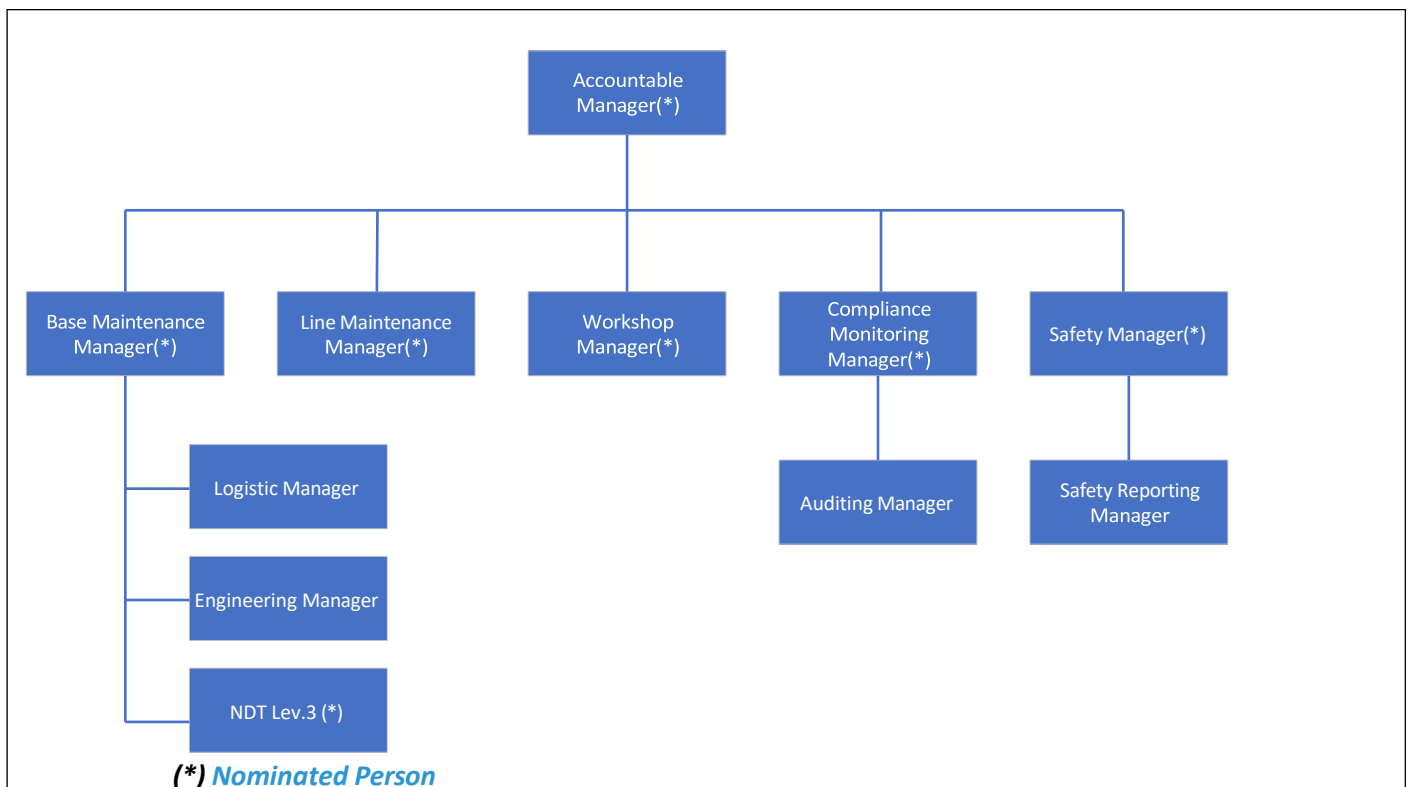 Accountable
Manager(*)
Base Maintenance
Manager(*)
Line Maintenance
Manager(*)
Workshop
Manager(*)
Compliance
Monitoring
Manager(*)
Safety Manager(*)
Logistic Manager
Auditing Manager
Safety Reporting
Manager
Engineering Manager
NDT Lev.3 (*)
(*) Nominated Person